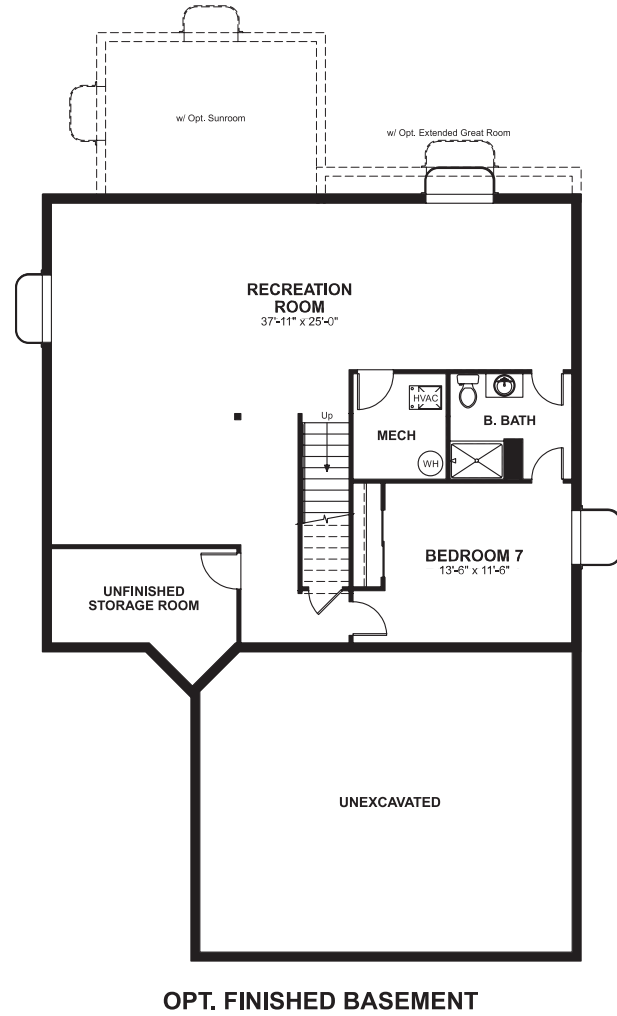 w/ Opt. Sunroom
w/ Opt. Extended Great Room
RECREATION
ROOM
37'-11" x 25'-0"
Up
HVAC
MECH
WH
B. BATH
BEDROOM 7
13'-6" x 11'-6"
UNFINISHED
STORAGE ROOM
UNEXCAVATED
OPT. FINISHED BASEMENT